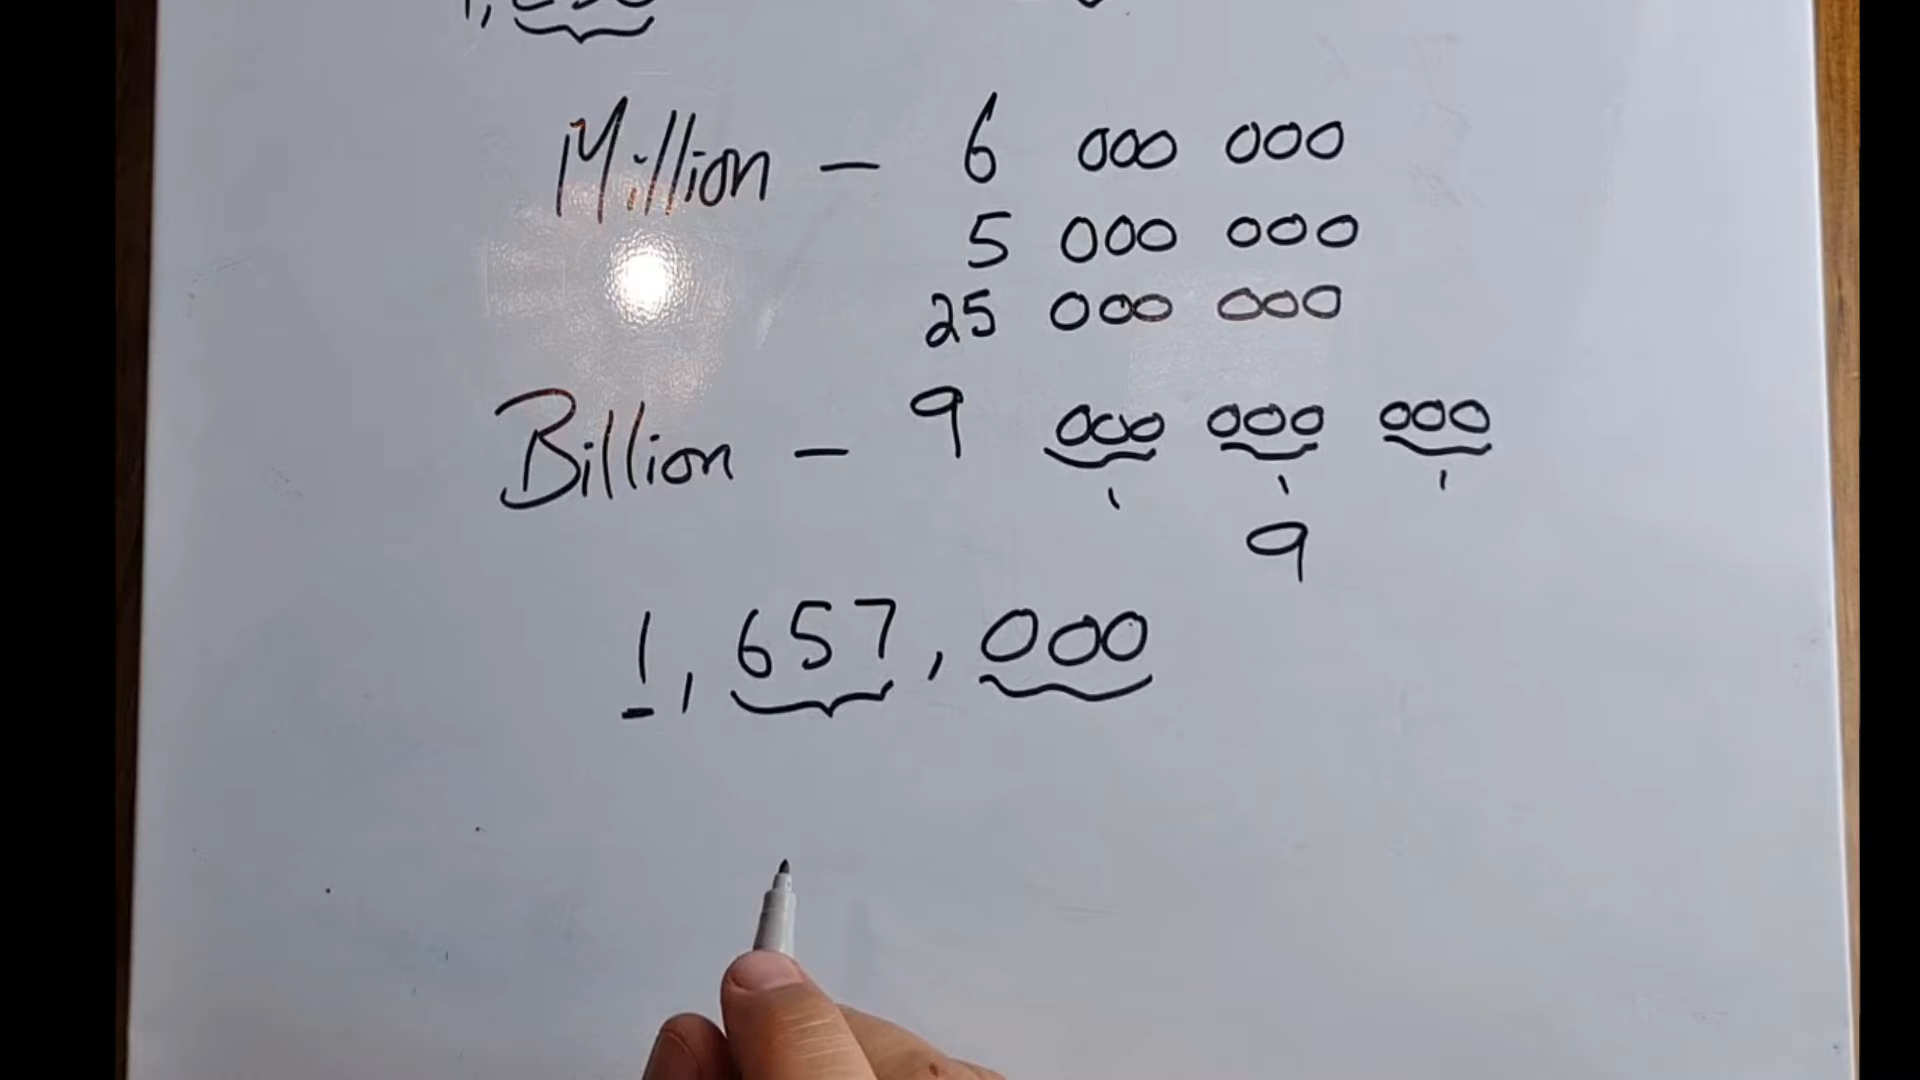 Million - 6 000 000
5 000 000
25 000 000
Billion - 9 000 000 000
9
1,657,000